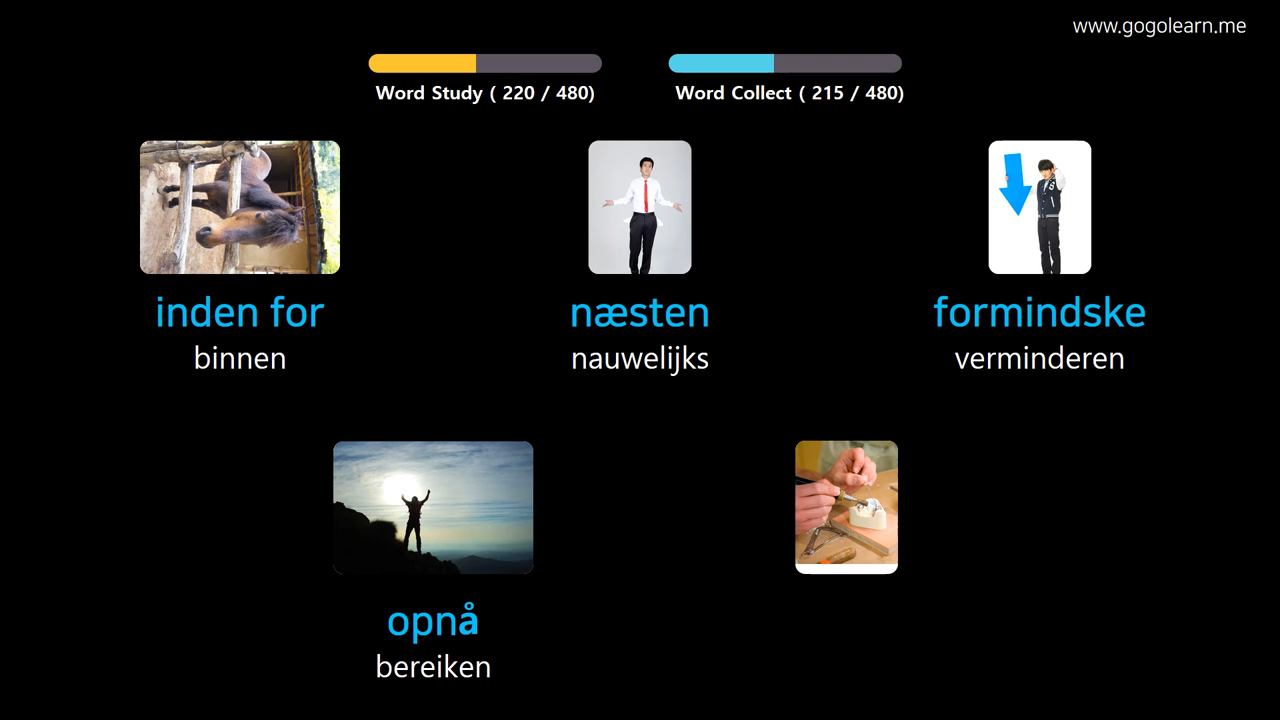 www.gogolearn.me
Word Study ( 220 / 480)
Word Collect ( 215 / 480)
inden for
binnen
næsten
nauwelijks
formindske
verminderen
opnå
bereiken